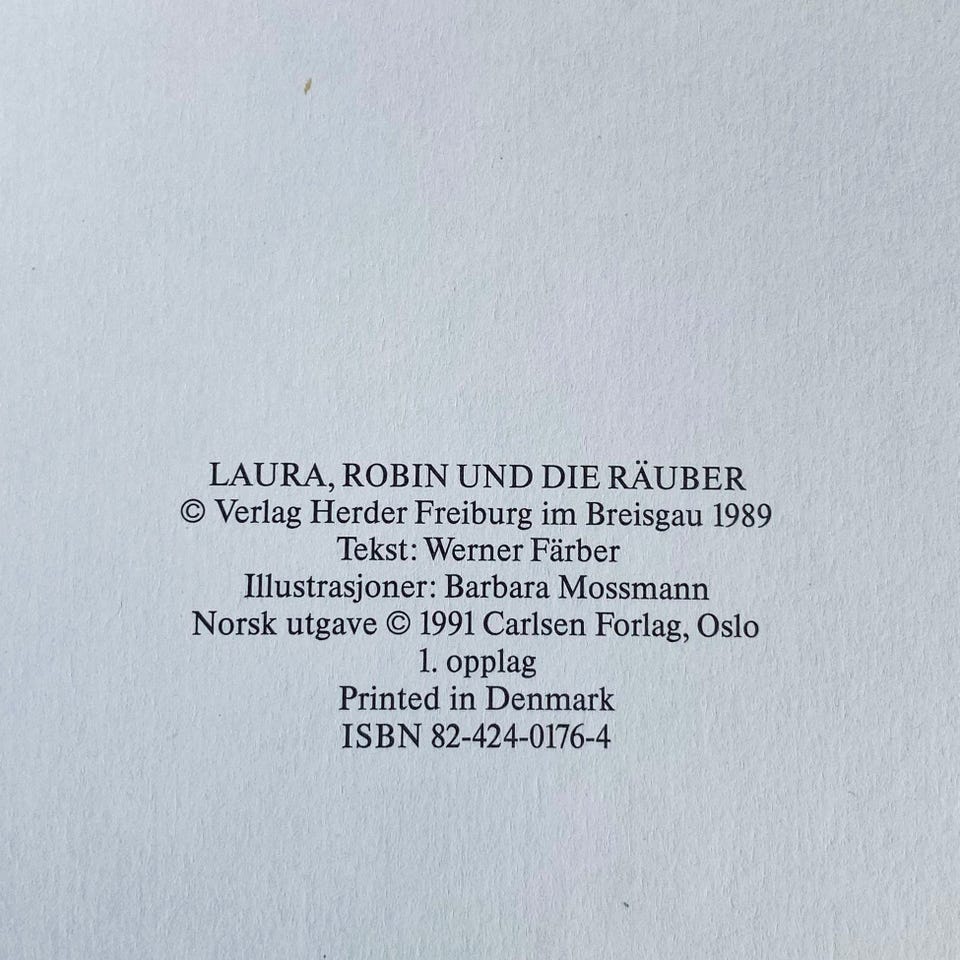 LAURA, ROBIN UND DIE RÄUBER
© Verlag Herder Freiburg im Breisgau 1989
Tekst: Werner Färber
Illustrasjoner: Barbara Mossmann
Norsk utgave © 1991 Carlsen Forlag, Oslo
1. opplag
Printed in Denmark
ISBN 82-424-0176-4